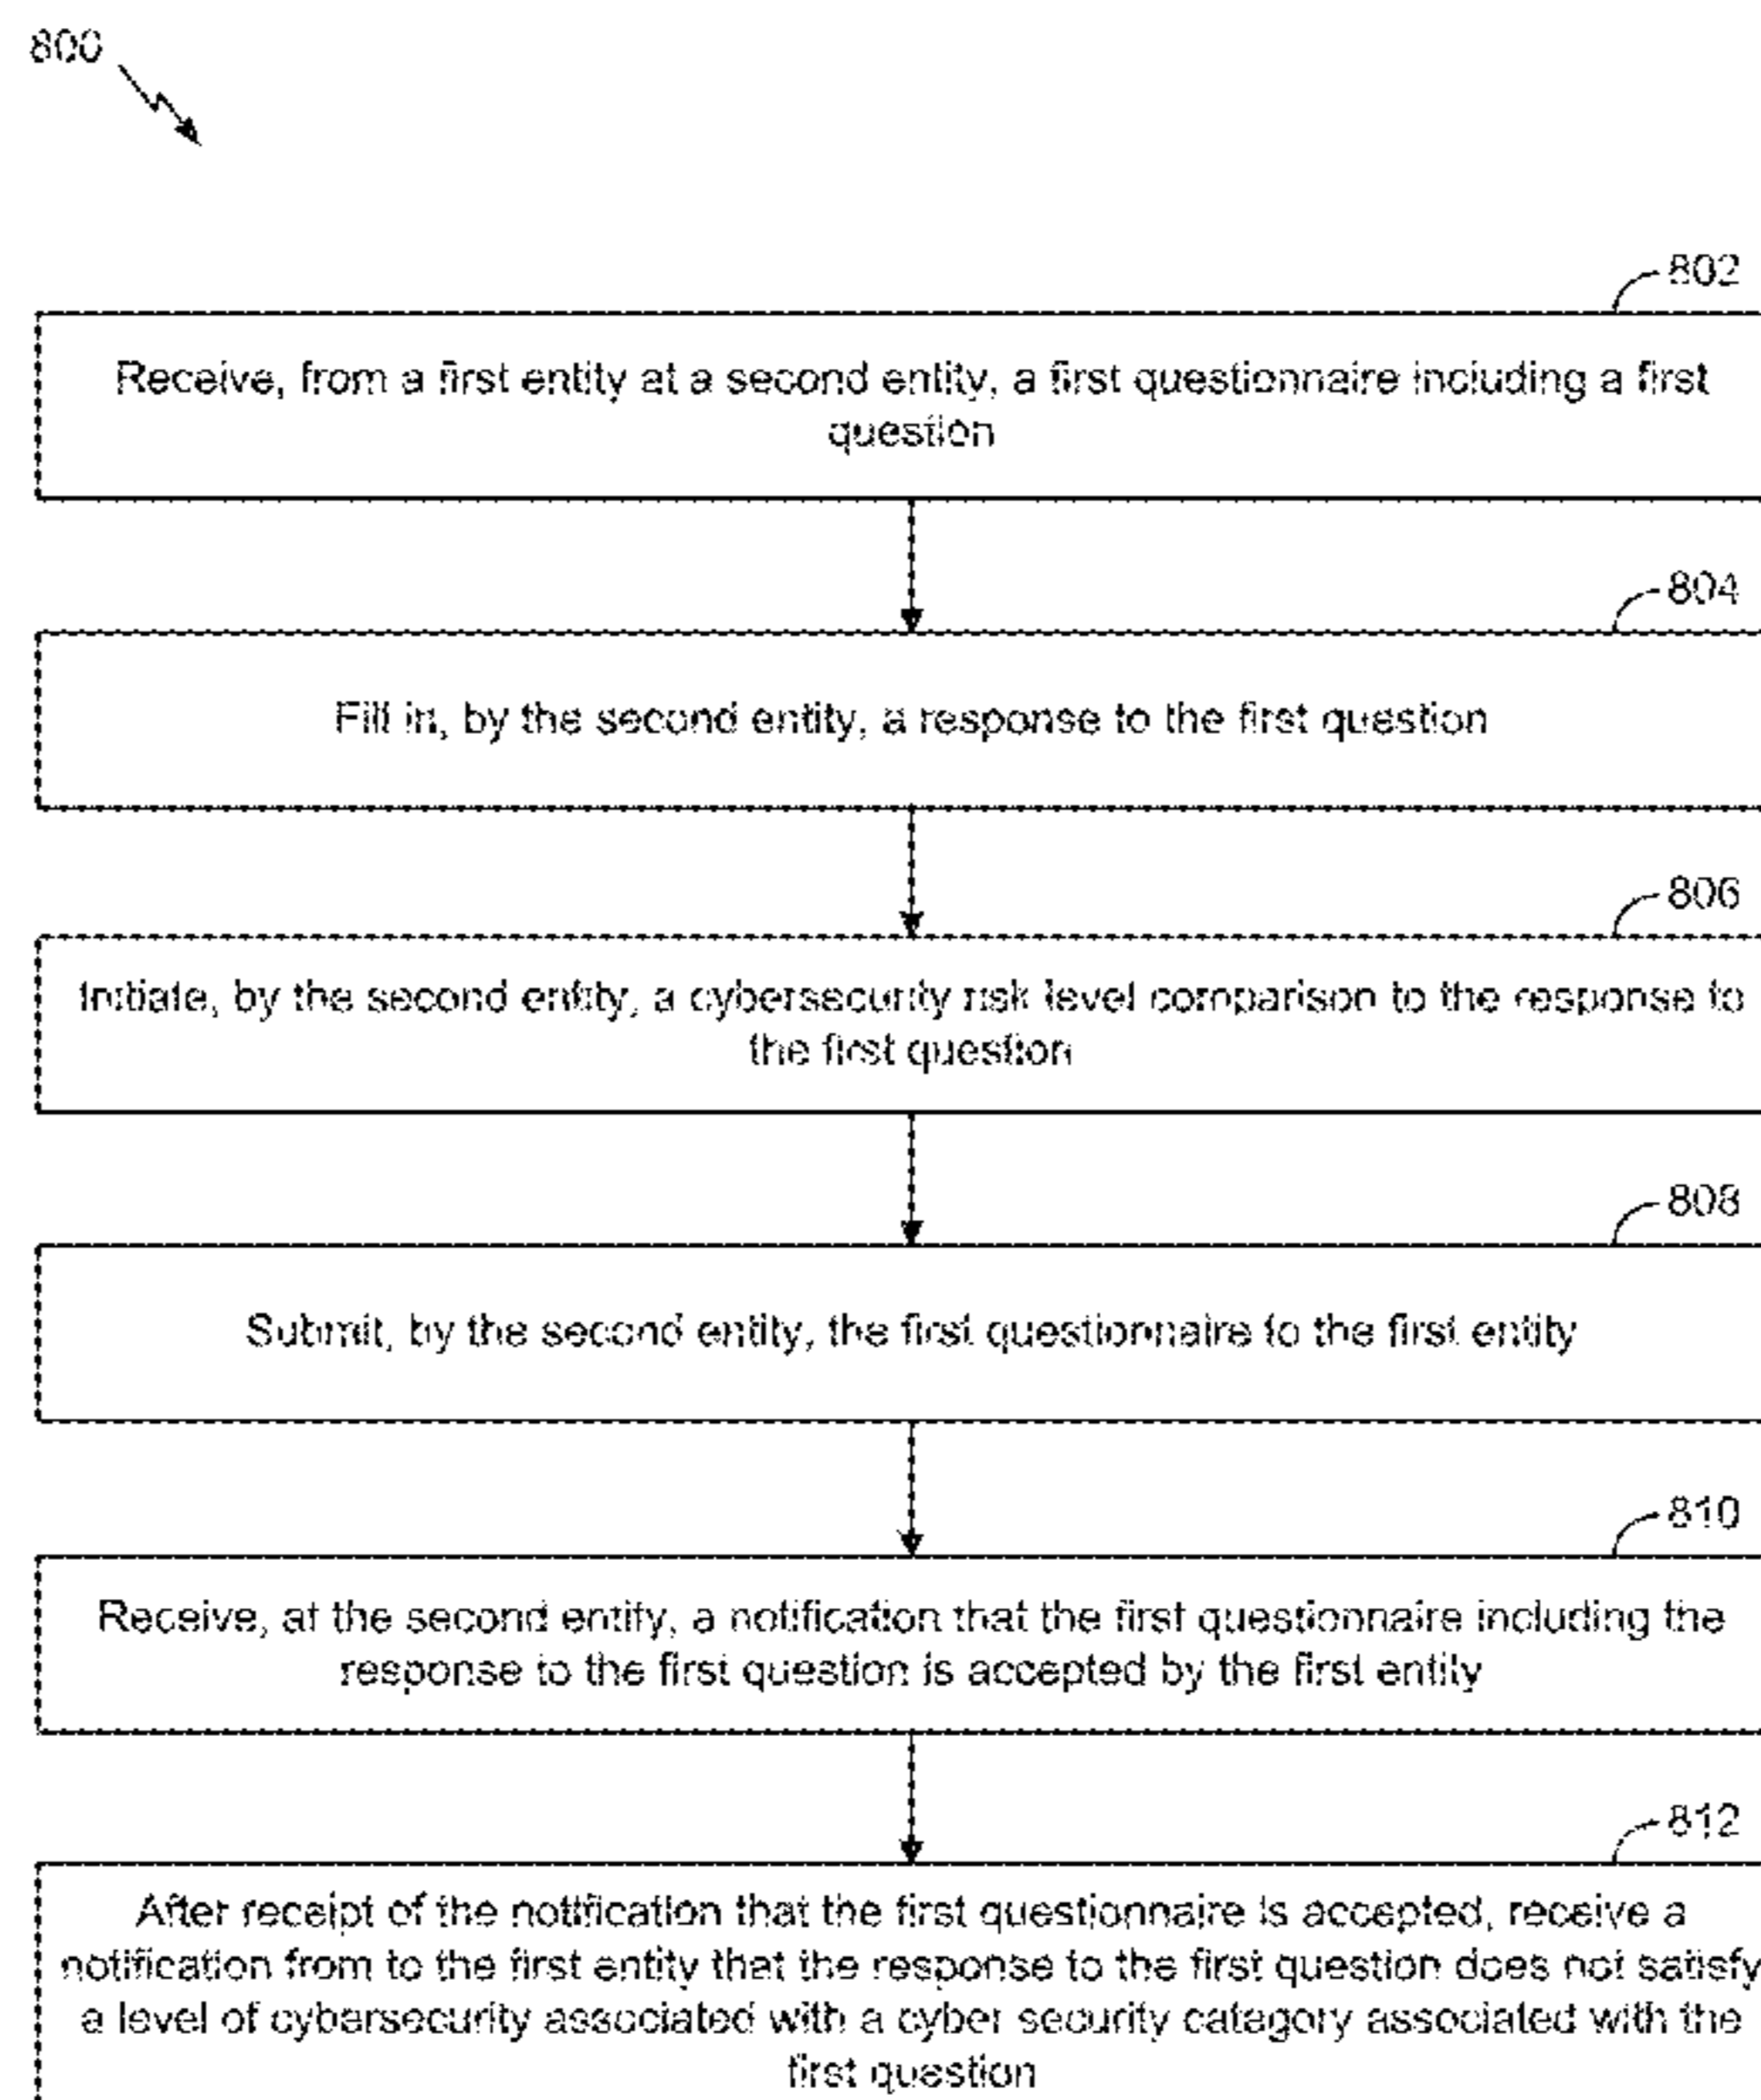 800
802
Receive, from a first entity at a second entity, a first questionnaire including a first
question
804
Fill in, by the second entity, a response to the first question
806
Initiate, by the second entity, a cybersecurity risk level comparison to the response to
the first question
808
Submit, by the second entity, the first questionnaire to the first entity
810
Receive, at the second entity, a notification that the first questionnaire including the
response to the first question is accepted by the first entity
812
After receipt of the notification that the first questionnaire is accepted, receive a
notification from to the first entity that the response to the first question does not satisfy
a level of cybersecurity associated with a cyber security catagory associated with the
first question